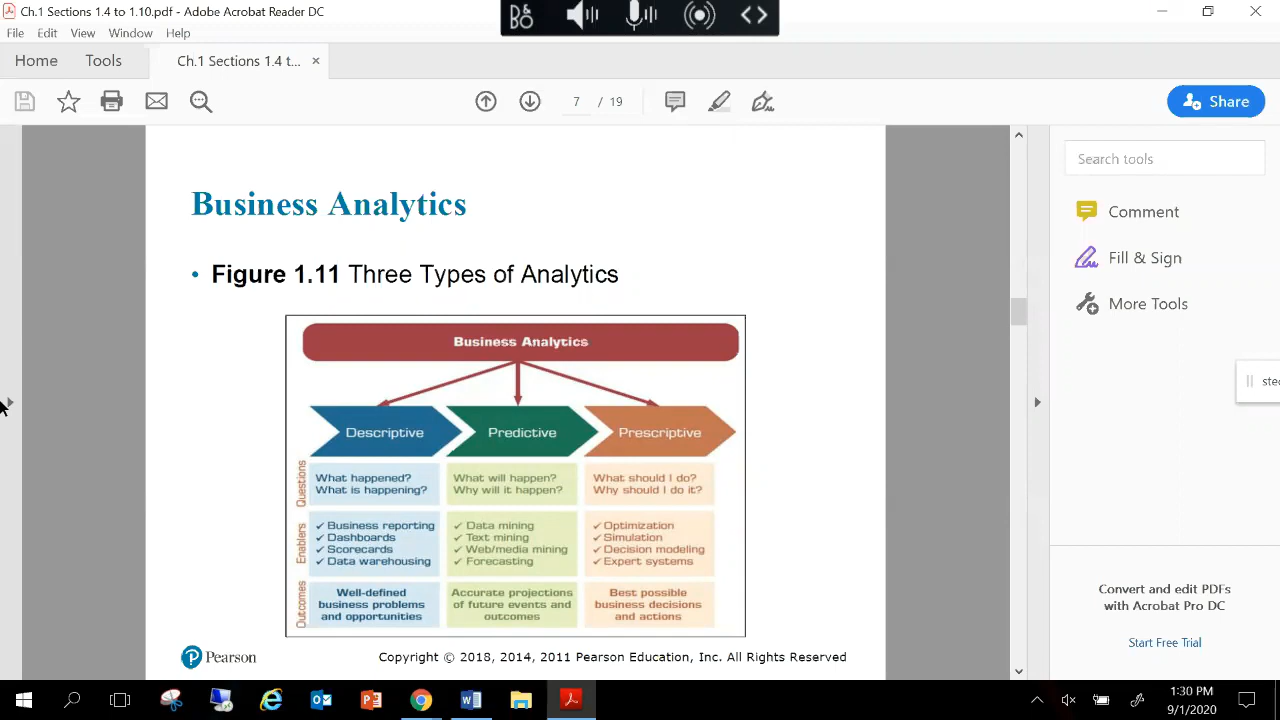 Ch.1 Sections 1.4 to 1.10.pdf - Adobe Acrobat Reader DC
File Edit View Window Help
Home Tools Ch.1 Sections 1.4 t... ×
7 / 19
Share
Search tools
Comment
Fill & Sign
More Tools
Business Analytics
• Figure 1.11 Three Types of Analytics
Business Analytics
Descriptive Predictive Prescriptive
Questions
What happened?
What is happening?
What will happen?
Why will it happen?
What should I do?
Why should I do it?
Enablers
✓ Business reporting
✓ Dashboards
✓ Scorecards
✓ Data warehousing
✓ Data mining
✓ Text mining
✓ Web/media mining
✓ Forecasting
✓ Optimization
✓ Simulation
✓ Decision modeling
✓ Expert systems
Outcomes
Well-defined
business problems
and opportunities
Accurate projections
of future events and
outcomes
Best possible
business decisions
and actions
Pearson
Copyright © 2018, 2014, 2011 Pearson Education, Inc. All Rights Reserved
Convert and edit PDFs
with Acrobat Pro DC
Start Free Trial
1:30 PM
9/1/2020